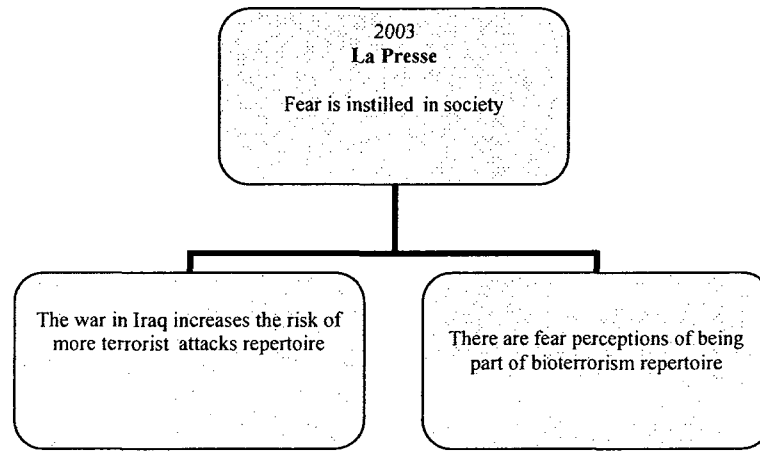 2003
La Presse
Fear is instilled in society
The war in Iraq increases the risk of
more terrorist attacks repertoire
There are fear perceptions of being
part of bioterrorism repertoire